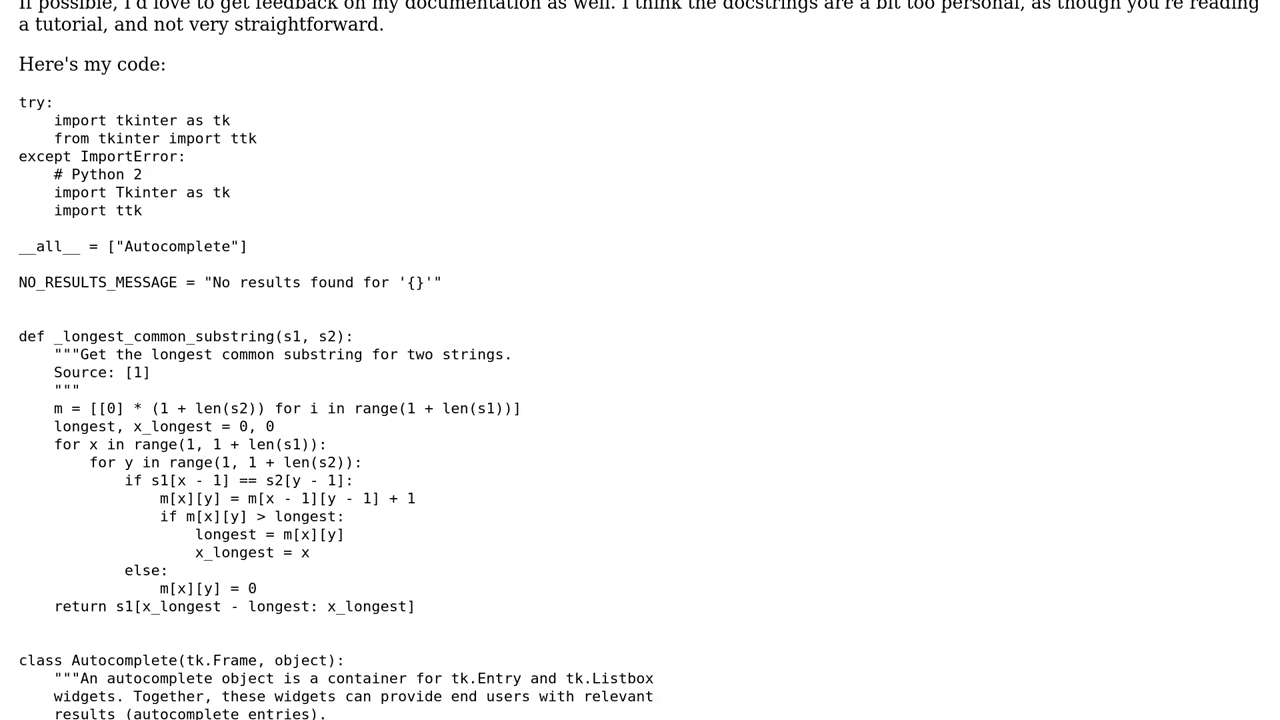 If possible, I'd love to get feedback on my documentation as well. I think the docstrings are a bit too personal, as though you're reading
a tutorial, and not very straightforward.
Here's my code:
try:
    import tkinter as tk
    from tkinter import ttk
except ImportError:
    # Python 2
    import Tkinter as tk
    import ttk
__all__ = ["Autocomplete"]
NO_RESULTS_MESSAGE = "No results found for '{}'"
def _longest_common_substring(s1, s2):
    """Get the longest common substring for two strings.
    Source: [1]
    """
    m = [[0] * (1 + len(s2)) for i in range(1 + len(s1))]
    longest, x_longest = 0, 0
    for x in range(1, 1 + len(s1)):
        for y in range(1, 1 + len(s2)):
            if s1[x - 1] == s2[y - 1]:
                m[x][y] = m[x - 1][y - 1] + 1
                if m[x][y] > longest:
                    longest = m[x][y]
                    x_longest = x
            else:
                m[x][y] = 0
    return s1[x_longest - longest: x_longest]
class Autocomplete(tk.Frame, object):
    """An autocomplete object is a container for tk.Entry and tk.Listbox
    widgets. Together, these widgets can provide end users with relevant
    results (autocomplete entries).